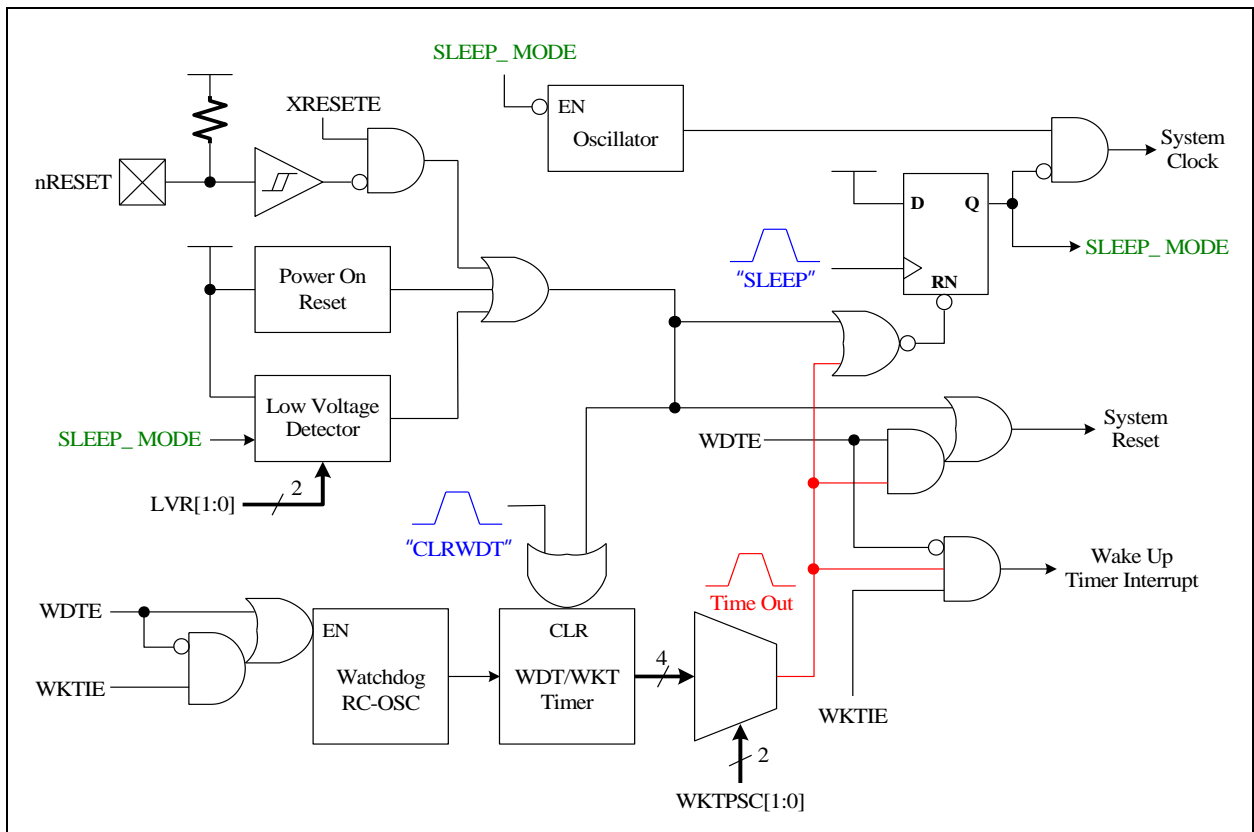 SLEEP_ MODE
XRESETE
EN
Oscillator
System
Clock
nRESET
D
Q
SLEEP_ MODE
"SLEEP"
RN
Power On
Reset
Low Voltage
Detector
SLEEP_ MODE
LVR[1:0]
2
WDTE
System
Reset
"CLRWDT"
Time Out
Wake Up
Timer Interrupt
WDTE
WKTIE
EN
Watchdog
RC-OSC
CLR
WDT/WKT
Timer
4
2
WKTPSC[1:0]
WKTIE